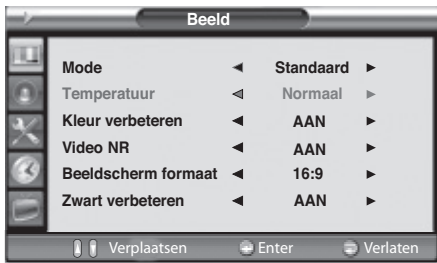 Beeld
Mode Standaard
Temperatuur Normaal
Kleur verbeteren AAN
Video NR AAN
Beeldscherm formaat 16:9
Zwart verbeteren AAN
Verplaatsen Enter Verlaten